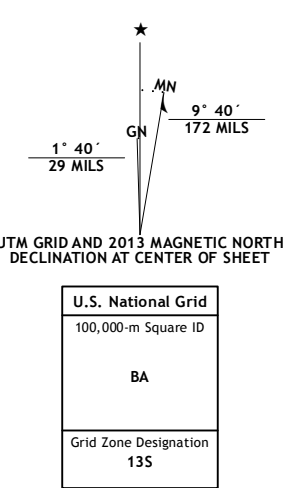 ★
MN
GN
9° 40´
172 MILS
1° 40´
29 MILS
UTM GRID AND 2013 MAGNETIC NORTH
DECLINATION AT CENTER OF SHEET
U.S. National Grid
100,000-m Square ID
BA
Grid Zone Designation
13S